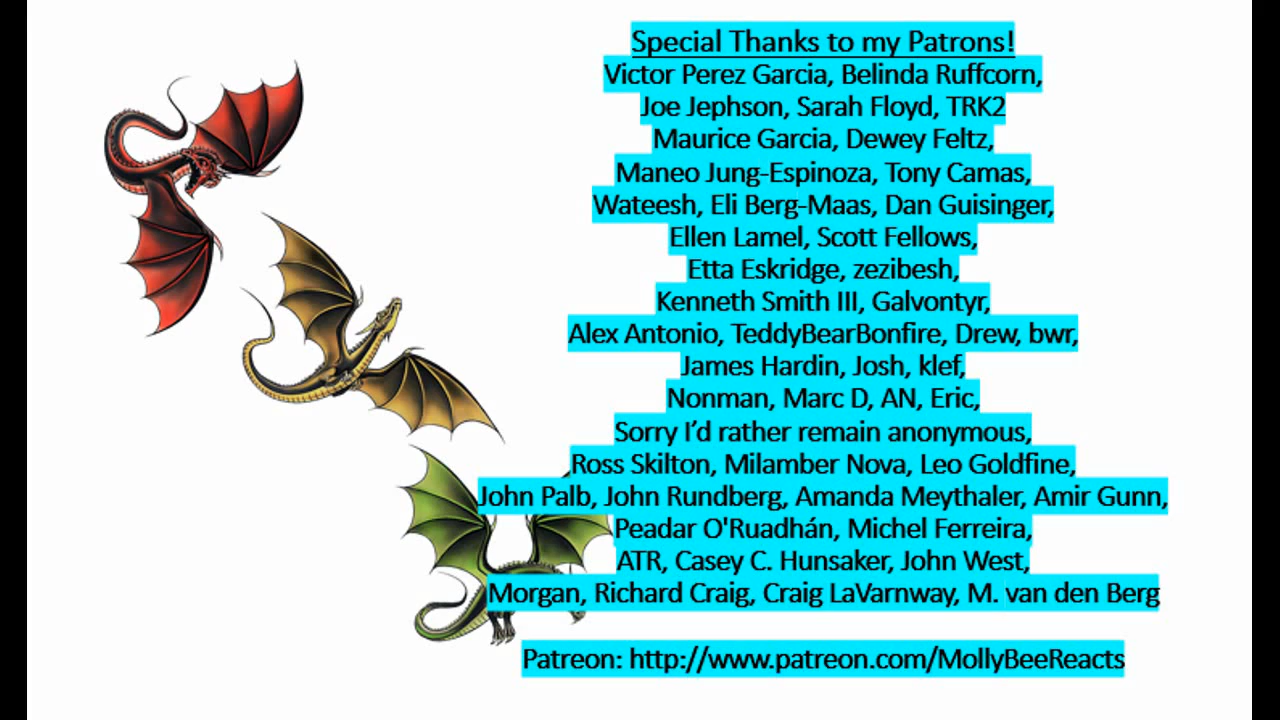 Special Thanks to my Patrons!
Victor Perez Garcia, Belinda Ruffcorn,
Joe Jephson, Sarah Floyd, TRK2
Maurice Garcia, Dewey Feltz,
Maneo Jung-Espinoza, Tony Camas,
Wateesh, Eli Berg-Maas, Dan Guisinger,
Ellen Lamel, Scott Fellows,
Etta Eskridge, zezibesh,
Kenneth Smith III, Galvontyr,
Alex Antonio, TeddyBearBonfire, Drew, bwr,
James Hardin, Josh, klef,
Nonman, Marc D, AN, Eric,
Sorry I’d rather remain anonymous,
Ross Skilton, Milamber Nova, Leo Goldfine,
John Palb, John Rundberg, Amanda Meythaler, Amir Gunn,
Peadar O'Ruadhán, Michel Ferreira,
ATR, Casey C. Hunsaker, John West,
Morgan, Richard Craig, Craig LaVarnway, M. van den Berg
Patreon: http://www.patreon.com/MollyBeeReacts